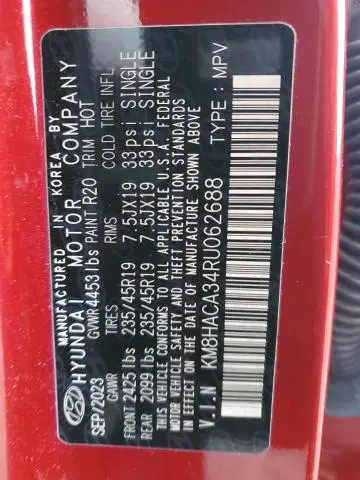 MANUFACTURED IN KOREA BY
HYUNDAI MOTOR COMPANY
SEP/2023 GVWR 4453 lbs PAINT R20 TRIM HOT
GAWR TIRES RIMS COLD TIRE INFL
FRONT 2425 lbs 235/45R19 7.5JX19 33psi SINGLE
REAR 2099 lbs 235/45R19 7.5JX19 33psi SINGLE
THIS VEHICLE CONFORMS TO ALL APPLICABLE U.S.A. FEDERAL
MOTOR VEHICLE SAFETY, BUMPER AND THEFT PREVENTION STANDARDS
IN EFFECT ON THE DATE OF MANUFACTURE SHOWN ABOVE
V.I.N KM8HACA34RU062688 TYPE : MPV